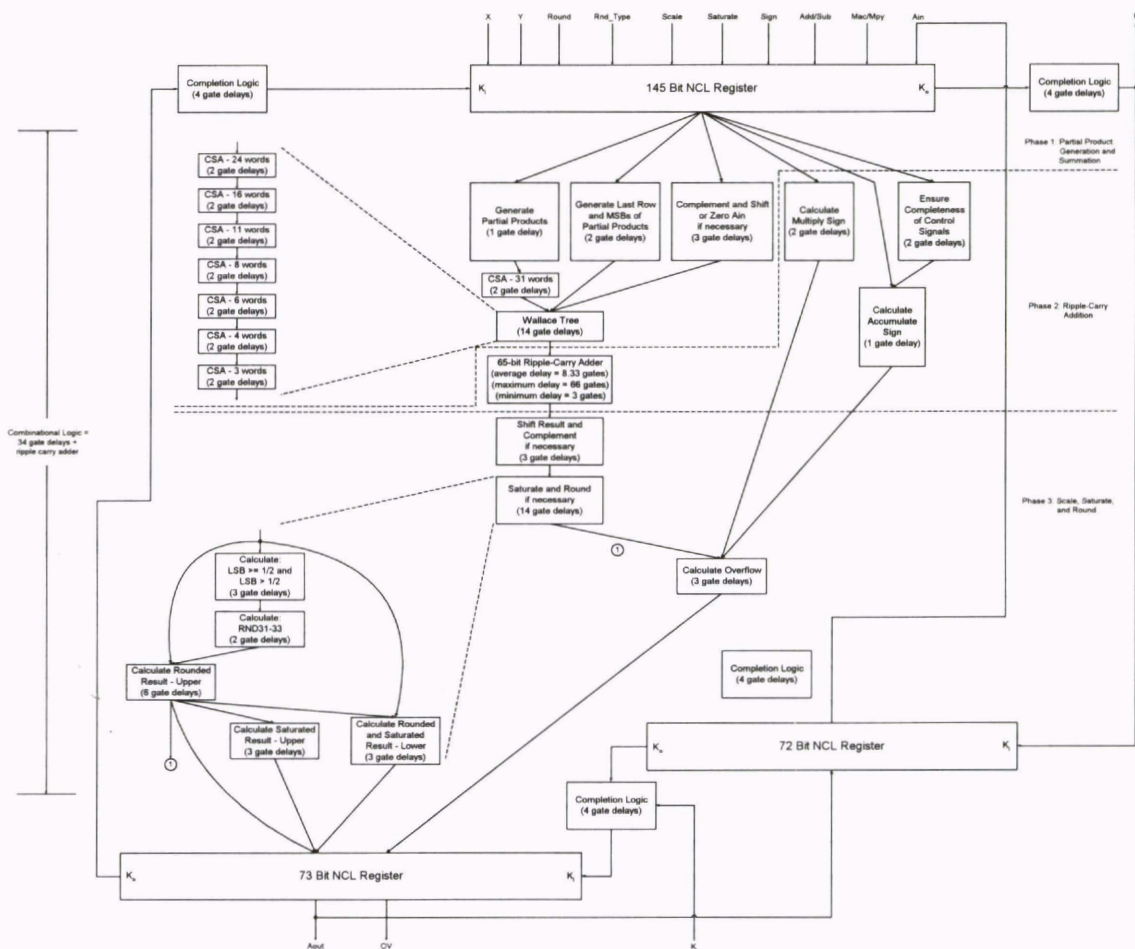 X Y Round Rnd_Type Scale Saturate Sign Add/Sub Mac/Mpy Ain
Completion Logic
(4 gate delays)
Ki 145 Bit NCL Register Ko
Completion Logic
(4 gate delays)
Phase 1: Partial Product
Generation and
Summation
CSA - 24 words
(2 gate delays)
CSA - 16 words
(2 gate delays)
CSA - 11 words
(2 gate delays)
CSA - 8 words
(2 gate delays)
CSA - 6 words
(2 gate delays)
CSA - 4 words
(2 gate delays)
CSA - 3 words
(2 gate delays)
Generate
Partial Products
(1 gate delay)
Generate Last Row
and MSBs of
Partial Products
(2 gate delays)
Complement and Shift
or Zero Ain
if necessary
(3 gate delays)
Calculate
Multiply Sign
(2 gate delays)
Ensure
Completeness
of Control
Signals
(2 gate delays)
CSA - 31 words
(2 gate delays)
Wallace Tree
(14 gate delays)
Calculate
Accumulate
Sign
(1 gate delay)
Phase 2: Ripple-Carry
Addition
65-bit Ripple-Carry Adder
(average delay = 8.33 gates)
(maximum delay = 66 gates)
(minimum delay = 3 gates)
Combinational Logic =
34 gate delays +
ripple carry adder
Shift Result and
Complement
if necessary
(3 gate delays)
Saturate and Round
if necessary
(14 gate delays)
Phase 3: Scale, Saturate,
and Round
1
Calculate Overflow
(3 gate delays)
Calculate:
LSB >= 1/2 and
LSB > 1/2
(3 gate delays)
Calculate:
RND31-33
(2 gate delays)
Calculate Rounded
Result - Upper
(6 gate delays)
Calculate Saturated
Result - Upper
(3 gate delays)
Calculate Rounded
and Saturated
Result - Lower
(3 gate delays)
1
Completion Logic
(4 gate delays)
Ko 72 Bit NCL Register Ki
Completion Logic
(4 gate delays)
Ko 73 Bit NCL Register Ki
Aout OV K